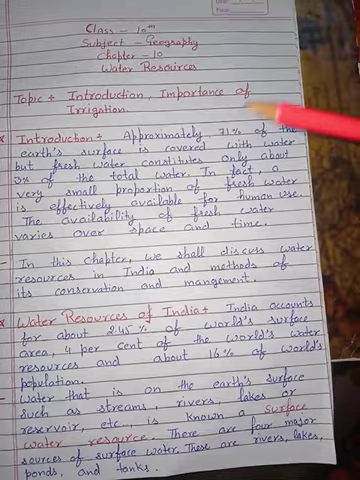 Class - 10th
Subject - Geography
Chapter - 10
Water Resources
Topic ÷ Introduction, Importance of
Irrigation.
Introduction ÷ Approximately, 71% of the
earth's surface is covered with water
but fresh water constitutes only about
3% of the total water. In fact, a
very small proportion of fresh water
is effectively available for human use.
The availability of fresh water
varies over space and time.
- In this chapter, we shall discuss water
resources in India and methods of
its conservation and mangement.
Water Resources of India ÷ India accounts
for about 2.45% of world's surface
area, 4 per cent of the world's water
resources and about 16% of world's
population.
- Water that is on the earth's surface
such as streams, rivers, lakes or
reservoir, etc., is known a surface
water resource. There are four major
sources of surface water. These are rivers, lakes,
ponds, and tanks.